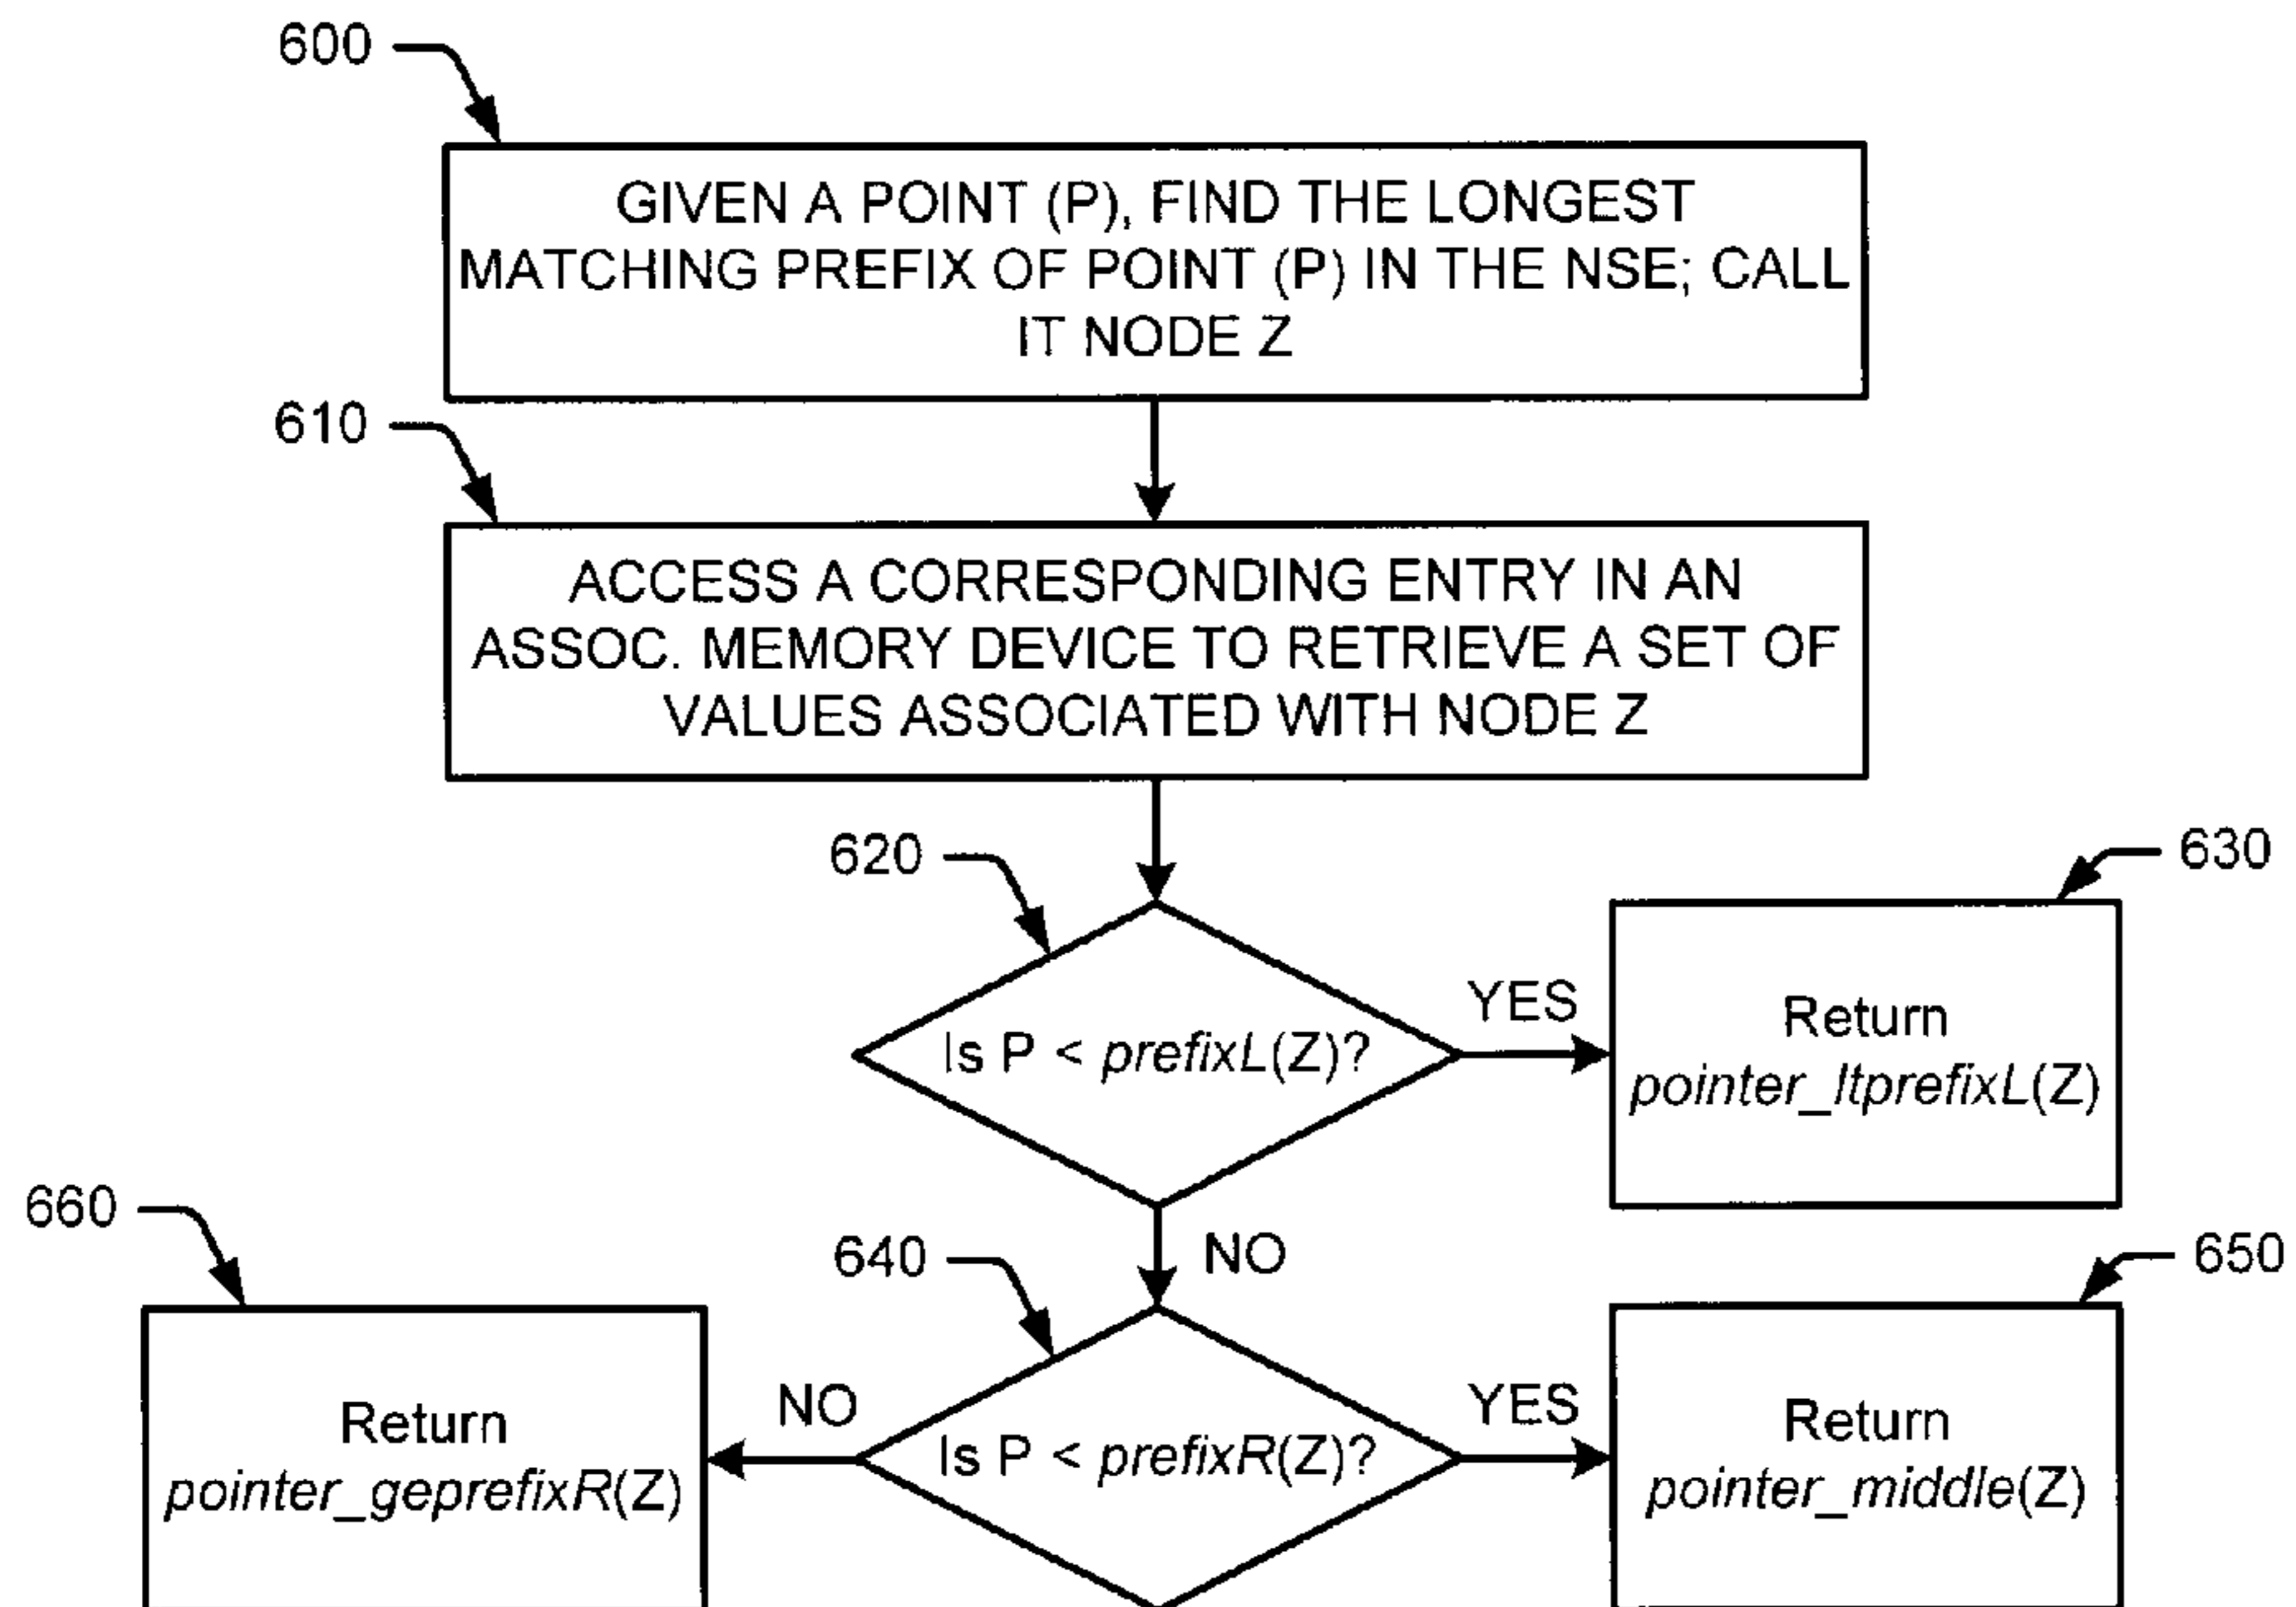 600
GIVEN A POINT (P), FIND THE LONGEST
MATCHING PREFIX OF POINT (P) IN THE NSE; CALL
IT NODE Z
610
ACCESS A CORRESPONDING ENTRY IN AN
ASSOC. MEMORY DEVICE TO RETRIEVE A SET OF
VALUES ASSOCIATED WITH NODE Z
620
630
Is P < prefixL(Z)?
YES
Return
pointer_ltprefixL(Z)
NO
640
650
660
Is P < prefixR(Z)?
YES
Return
pointer_middle(Z)
NO
Return
pointer_geprefixR(Z)